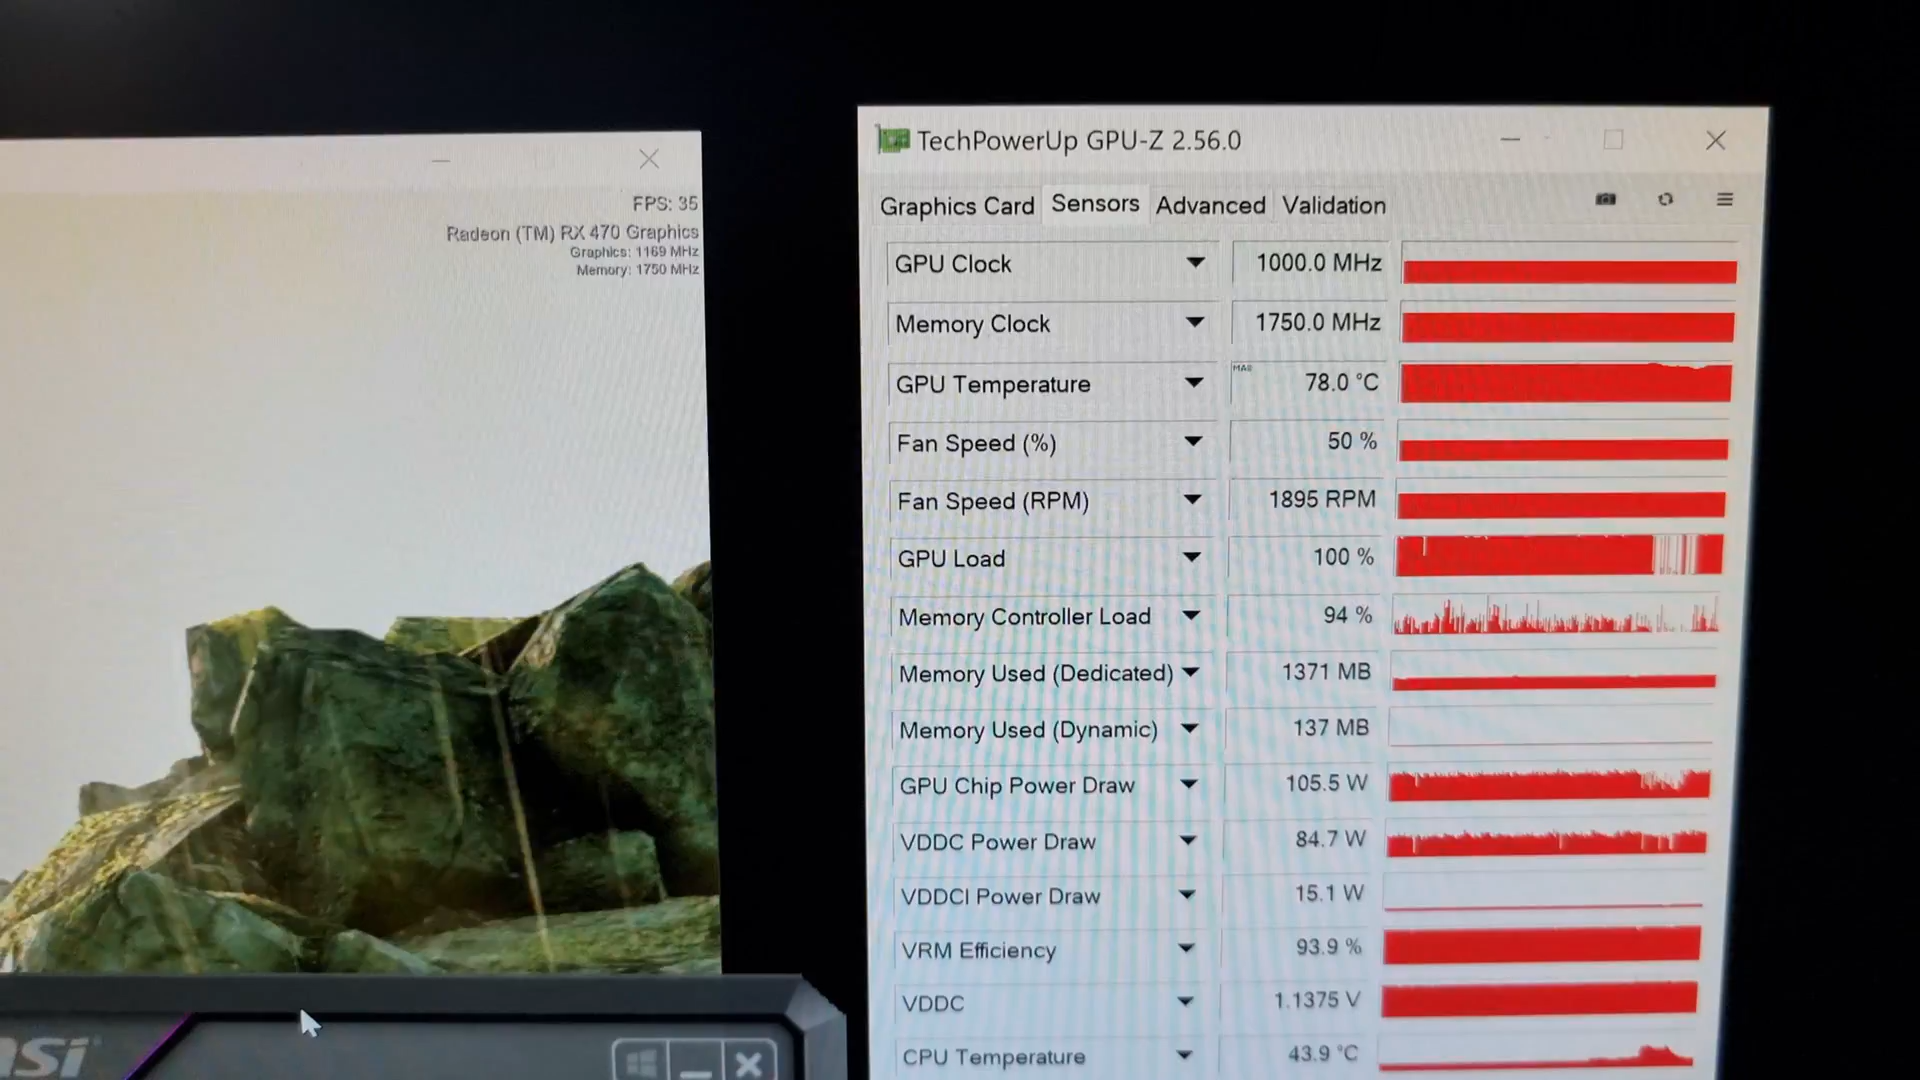 FPS: 35
Radeon (TM) RX 470 Graphics
Graphics: 1169 MHz
Memory: 1750 MHz
TechPowerUp GPU-Z 2.56.0
Graphics Card Sensors Advanced Validation
GPU Clock 1000.0 MHz
Memory Clock 1750.0 MHz
GPU Temperature 78.0 °C
Fan Speed (%) 50 %
Fan Speed (RPM) 1895 RPM
GPU Load 100 %
Memory Controller Load 94 %
Memory Used (Dedicated) 1371 MB
Memory Used (Dynamic) 137 MB
GPU Chip Power Draw 105.5 W
VDDC Power Draw 84.7 W
VDDCI Power Draw 15.1 W
VRM Efficiency 93.9 %
VDDC 1.1375 V
CPU Temperature 43.9 °C